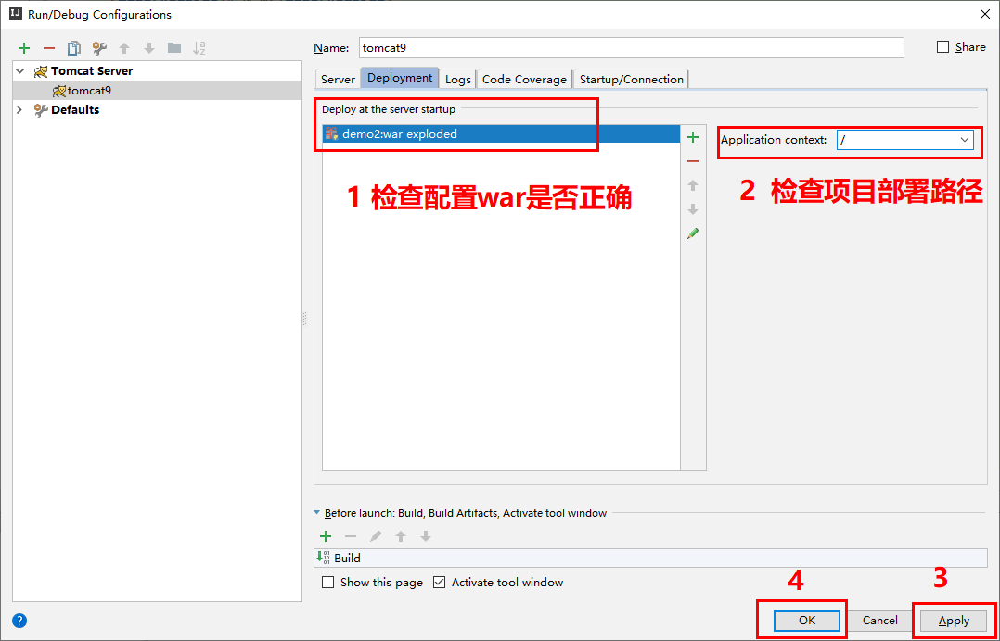 Run/Debug Configurations
Name: tomcat9
Share
Tomcat Server
tomcat9
Defaults
Server Deployment Logs Code Coverage Startup/Connection
Deploy at the server startup
demo2:war exploded
Application context: /
1 检查配置war是否正确
2 检查项目部署路径
Before launch: Build, Build Artifacts, Activate tool window
Build
Show this page Activate tool window
4
3
OK Cancel Apply